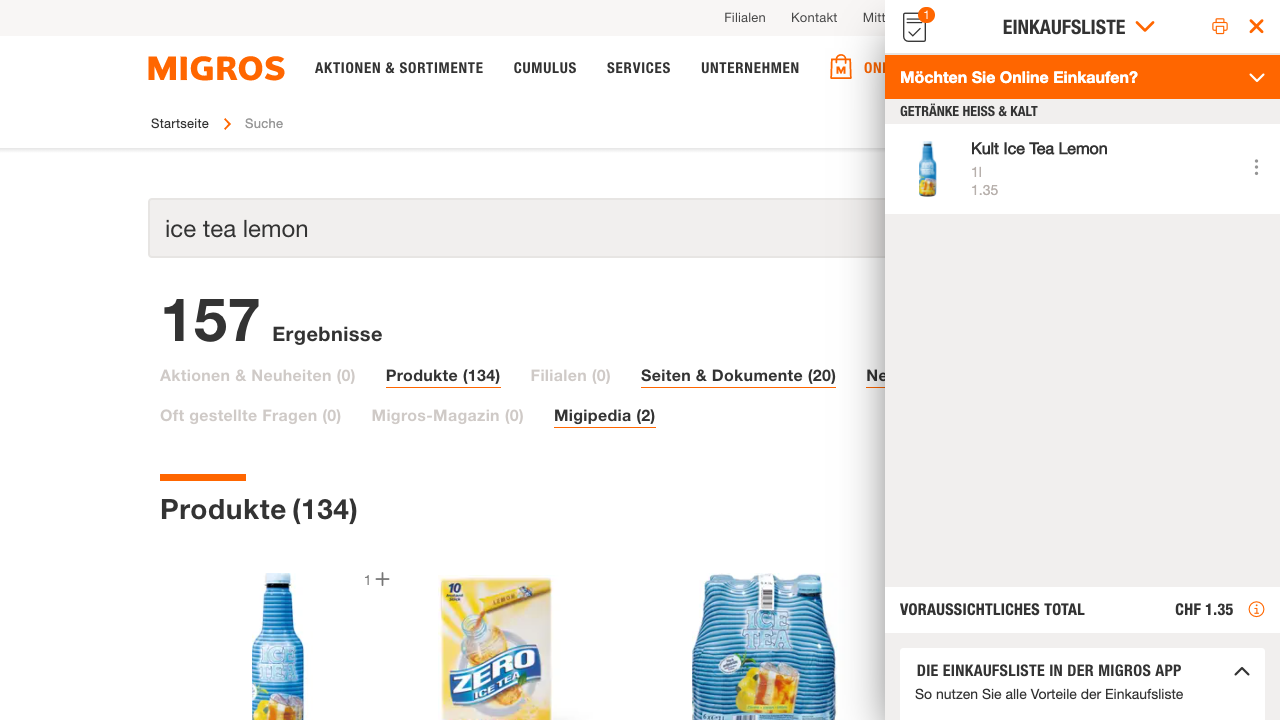 Filialen Kontakt Mitt
MIGROS
AKTIONEN & SORTIMENTE CUMULUS SERVICES UNTERNEHMEN M ONL
Startseite Suche
ice tea lemon
157 Ergebnisse
Aktionen & Neuheiten (0) Produkte (134) Filialen (0) Seiten & Dokumente (20) Ne
Oft gestellte Fragen (0) Migros-Magazin (0) Migipedia (2)
Produkte (134)
1
ICE
TEA
10
LEMON
ZERO
ICE TEA
ICE
TEA
1
EINKAUFSLISTE
Möchten Sie Online Einkaufen?
GETRÄNKE HEISS & KALT
Kult Ice Tea Lemon
1l
1.35
VORAUSSICHTLICHES TOTAL CHF 1.35
DIE EINKAUFSLISTE IN DER MIGROS APP
So nutzen Sie alle Vorteile der Einkaufsliste